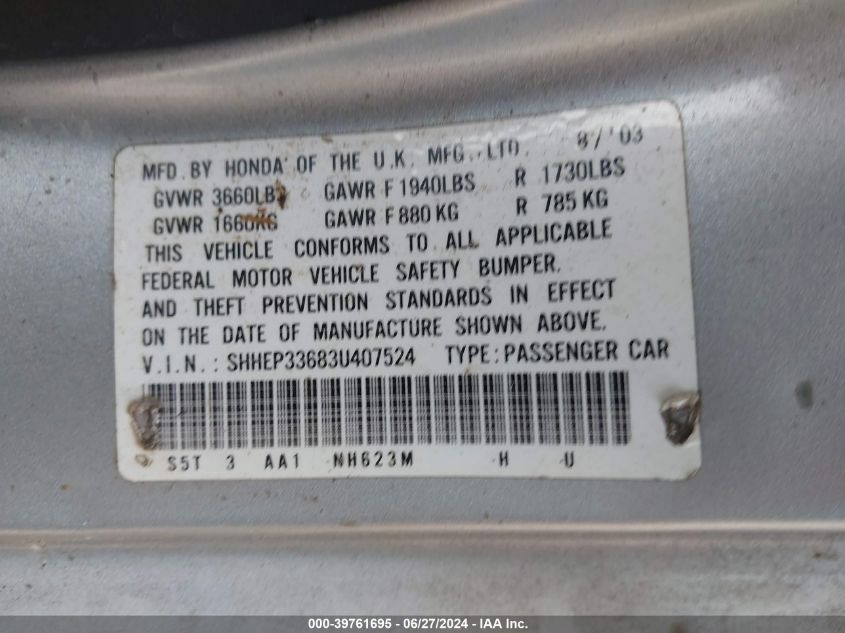 MFD. BY HONDA OF THE U.K. MFG. LTD. 8/'03
GVWR 3660LBS GAWR F 1940LBS R 1730LBS
GVWR 1660KG GAWR F 880 KG R 785 KG
THIS VEHICLE CONFORMS TO ALL APPLICABLE
FEDERAL MOTOR VEHICLE SAFETY BUMPER.
AND THEFT PREVENTION STANDARDS IN EFFECT
ON THE DATE OF MANUFACTURE SHOWN ABOVE.
V.I.N.: SHHEP33683U407524 TYPE: PASSENGER CAR
S5T 3 AA1 NH623M H U
000-39761695 - 06/27/2024 - IAA Inc.